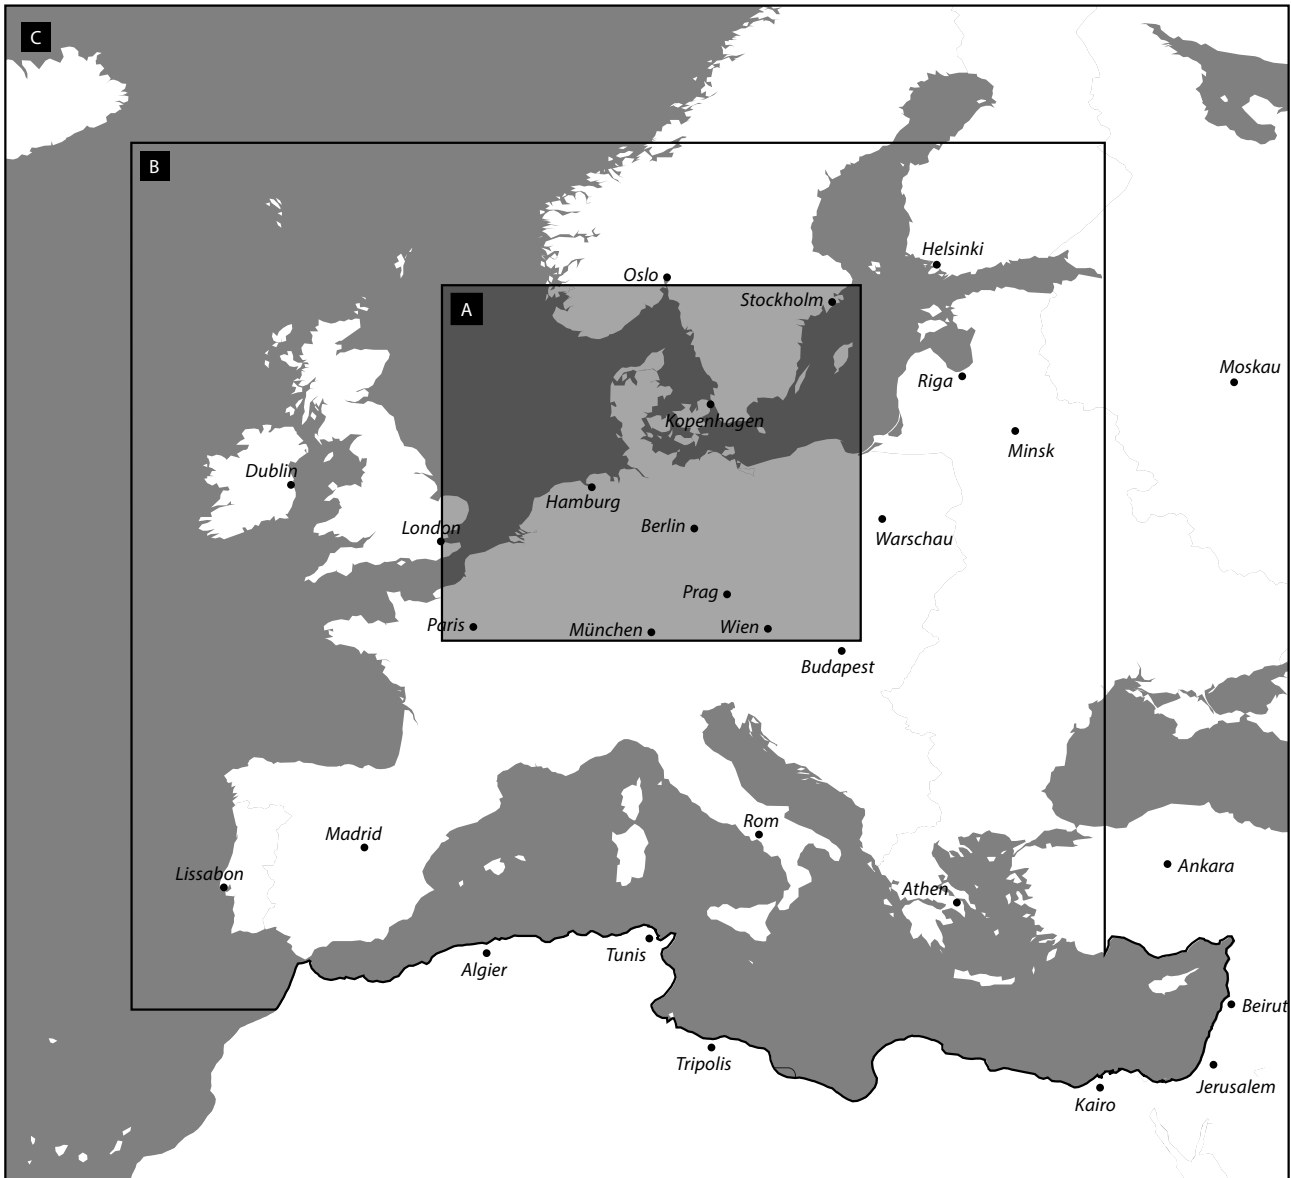 C
B
Helsinki
Oslo
Stockholm
A
Moskau
Riga
Kopenhagen
Minsk
Dublin
Hamburg
London
Berlin
Warschau
Prag
Paris
München
Wien
Budapest
Rom
Madrid
Ankara
Lissabon
Athen
Tunis
Algier
Beirut
Tripolis
Jerusalem
Kairo